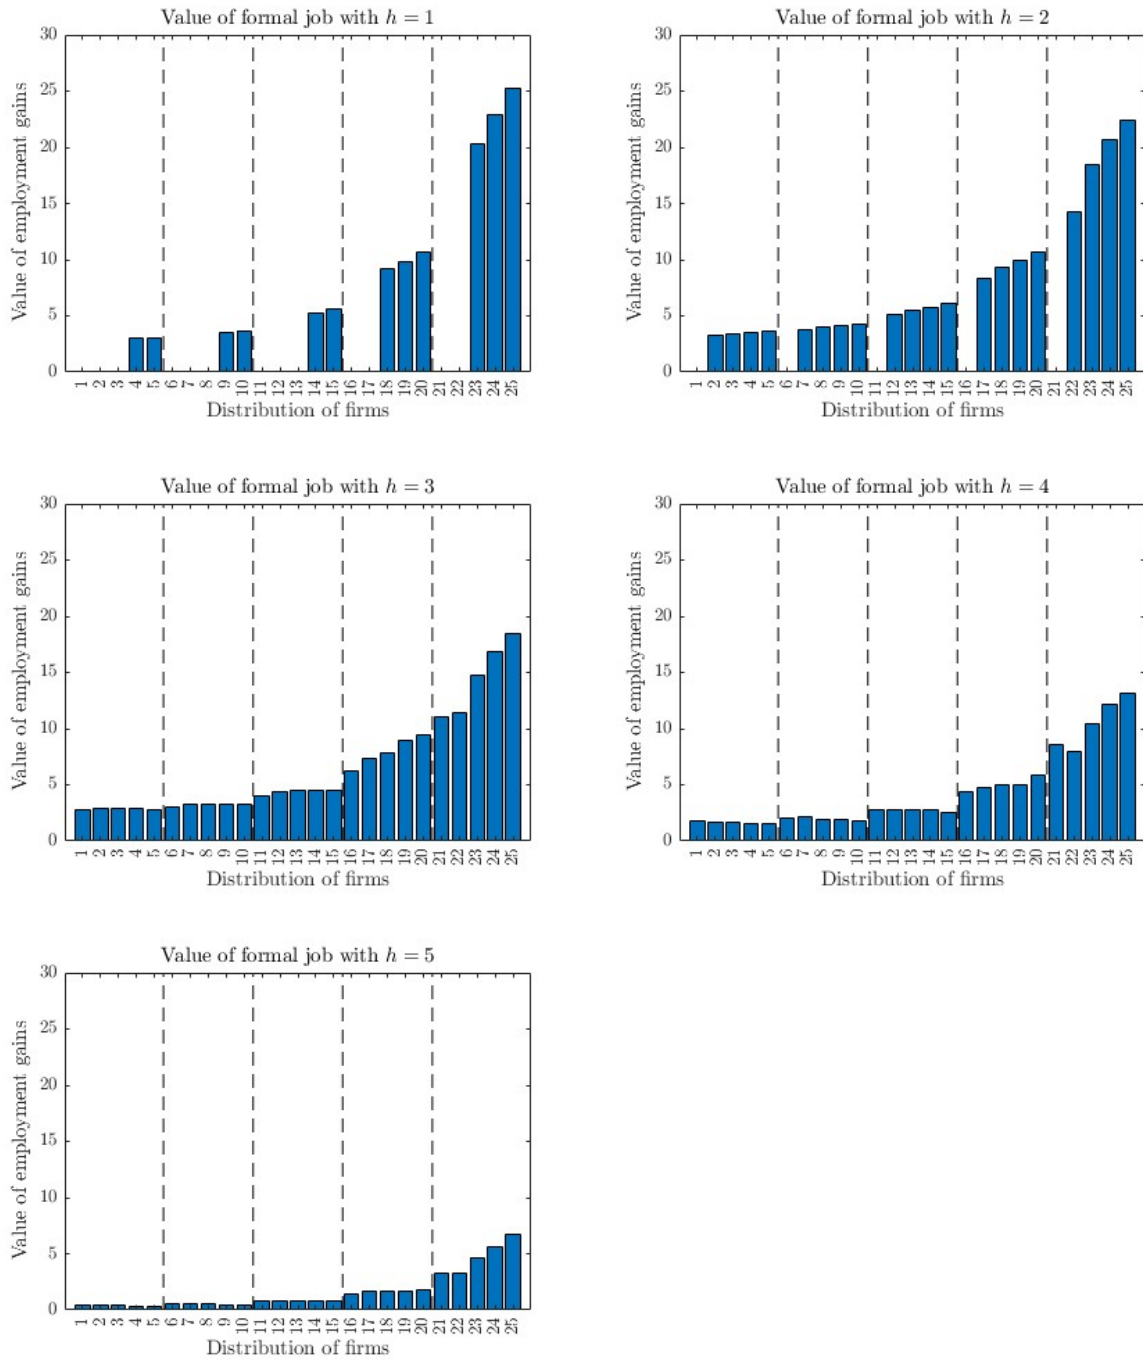 Value of formal job with h = 1
Value of employment gains
30
25
20
15
10
5
0
1 2 3 4 5 6 7 8 9 10 11 12 13 14 15 16 17 18 19 20 21 22 23 24 25
Distribution of firms
Value of formal job with h = 2
Value of employment gains
30
25
20
15
10
5
0
1 2 3 4 5 6 7 8 9 10 11 12 13 14 15 16 17 18 19 20 21 22 23 24 25
Distribution of firms
Value of formal job with h = 3
Value of employment gains
30
25
20
15
10
5
0
1 2 3 4 5 6 7 8 9 10 11 12 13 14 15 16 17 18 19 20 21 22 23 24 25
Distribution of firms
Value of formal job with h = 4
Value of employment gains
30
25
20
15
10
5
0
1 2 3 4 5 6 7 8 9 10 11 12 13 14 15 16 17 18 19 20 21 22 23 24 25
Distribution of firms
Value of formal job with h = 5
Value of employment gains
30
25
20
15
10
5
0
1 2 3 4 5 6 7 8 9 10 11 12 13 14 15 16 17 18 19 20 21 22 23 24 25
Distribution of firms